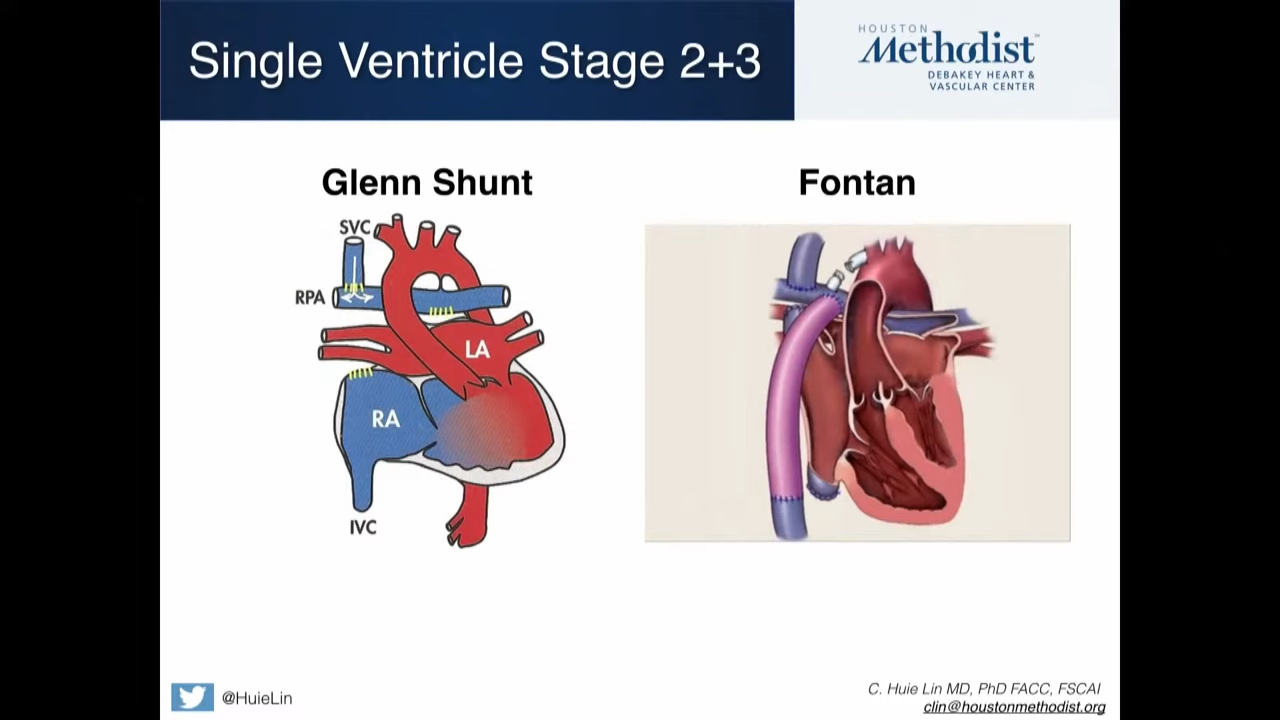 Single Ventricle Stage 2+3
HOUSTON
Methodist
DEBAKEY HEART &
VASCULAR CENTER
Glenn Shunt
SVC
RPA
LA
RA
IVC
Fontan
@HuieLin
C. Huie Lin MD, PhD FACC, FSCAI
clin@houstonmethodist.org